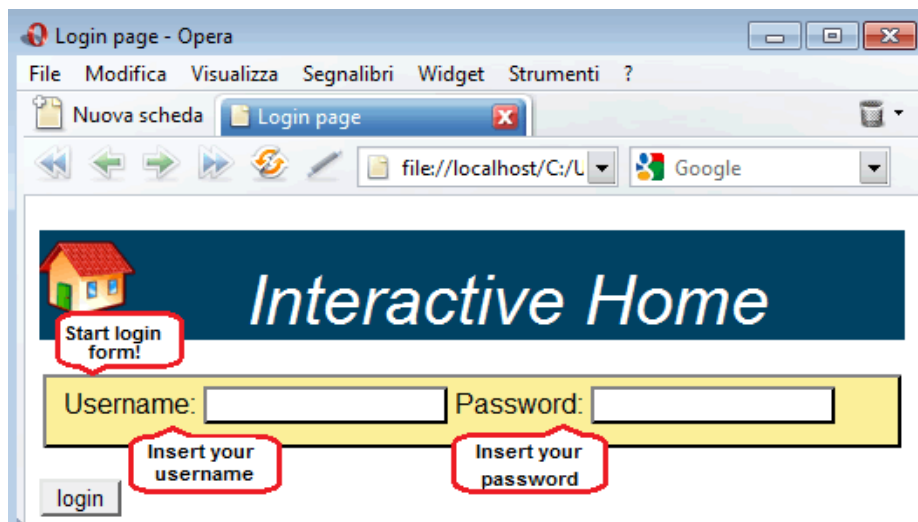 Login page - Opera
File Modifica Visualizza Segnalibri Widget Strumenti ?
Nuova scheda Login page
file://localhost/C:/U Google
Interactive Home
Start login
form!
Username: Password:
Insert your
username
Insert your
password
login